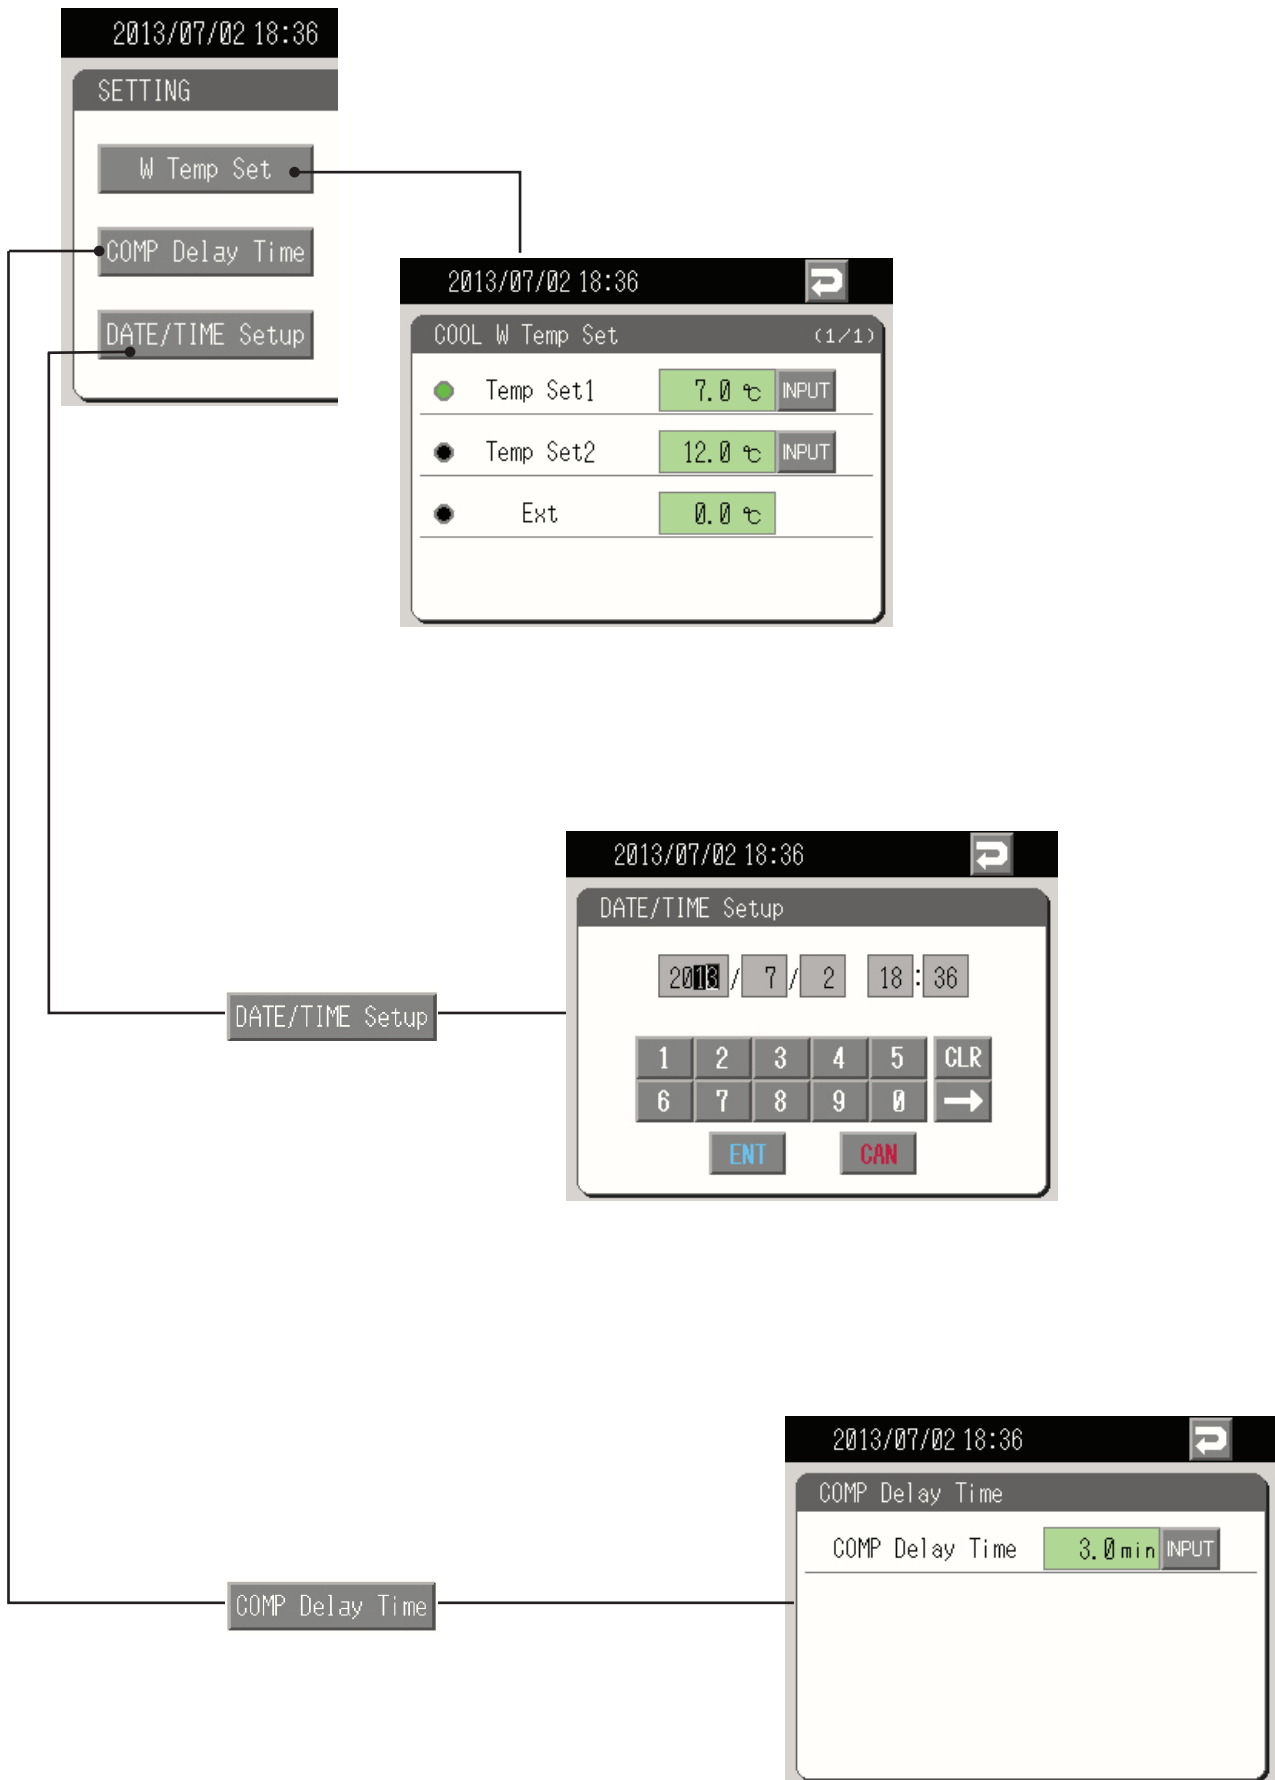 2013/07/02 18:36
SETTING
W Temp Set
COMP Delay Time
DATE/TIME Setup
2013/07/02 18:36
COOL W Temp Set (1/1)
Temp Set1 7.0 ℃ INPUT
Temp Set2 12.0 ℃ INPUT
Ext 0.0 ℃
2013/07/02 18:36
DATE/TIME Setup
2013 / 7 / 2 18 : 36
DATE/TIME Setup
1 2 3 4 5 CLR
6 7 8 9 0 →
ENT CAN
2013/07/02 18:36
COMP Delay Time
COMP Delay Time 3.0 min INPUT
COMP Delay Time